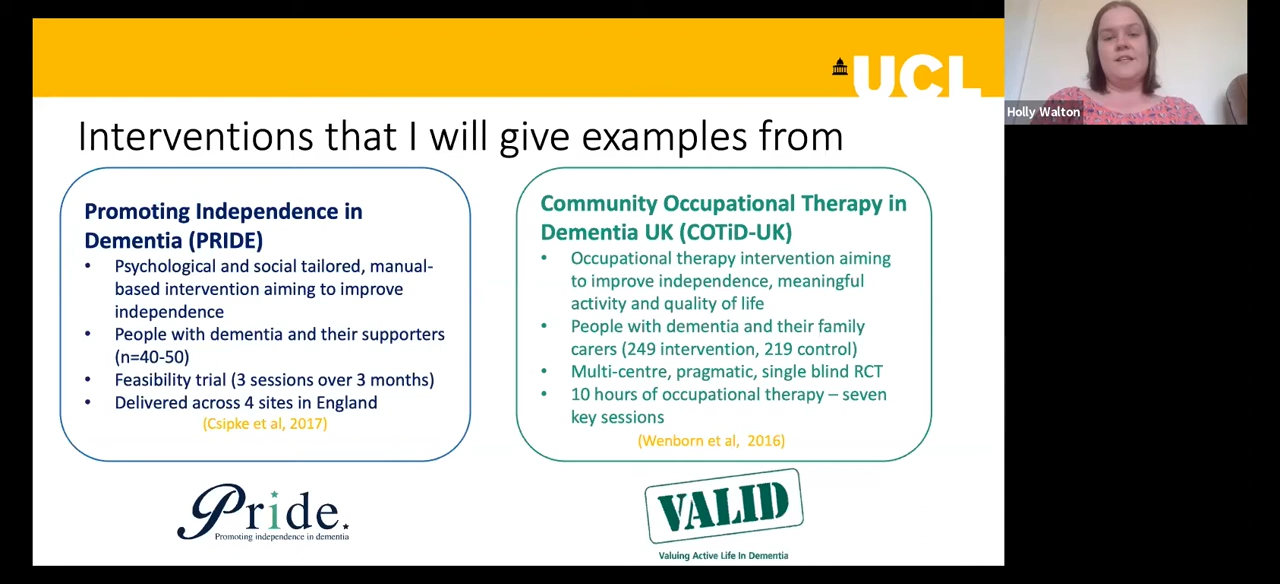 UCL
Holly Walton
Interventions that I will give examples from
Promoting Independence in
Dementia (PRIDE)
• Psychological and social tailored, manual-
based intervention aiming to improve
independence
• People with dementia and their supporters
(n=40-50)
• Feasibility trial (3 sessions over 3 months)
• Delivered across 4 sites in England
(Csipke et al, 2017)
Community Occupational Therapy in
Dementia UK (COTiD-UK)
• Occupational therapy intervention aiming
to improve independence, meaningful
activity and quality of life
• People with dementia and their family
carers (249 intervention, 219 control)
• Multi-centre, pragmatic, single blind RCT
• 10 hours of occupational therapy – seven
key sessions
(Wenborn et al, 2016)
Pride.
Promoting independence in dementia
VALID
Valuing Active Life In Dementia